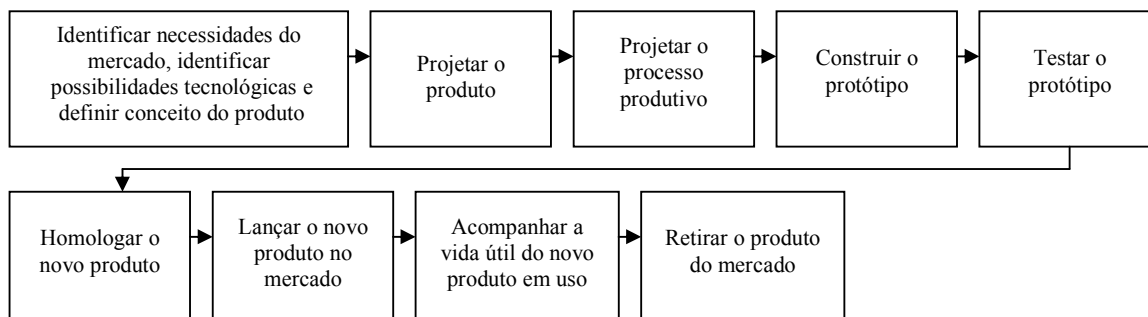 Identificar necessidades do
mercado, identificar
possibilidades tecnológicas e
definir conceito do produto
Projetar o
produto
Projetar o
processo
produtivo
Construir o
protótipo
Testar o
protótipo
Homologar o
novo produto
Lançar o novo
produto no
mercado
Acompanhar a
vida útil do novo
produto em uso
Retirar o produto
do mercado